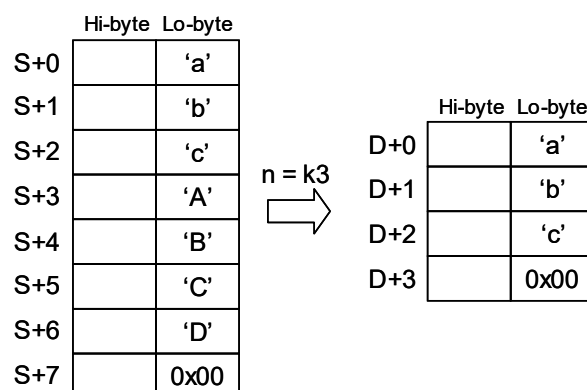 Hi-byte Lo-byte
S+0 ‘a’
S+1 ‘b’
S+2 ‘c’
S+3 ‘A’
S+4 ‘B’
S+5 ‘C’
S+6 ‘D’
S+7 0x00
n = k3
Hi-byte Lo-byte
D+0 ‘a’
D+1 ‘b’
D+2 ‘c’
D+3 0x00